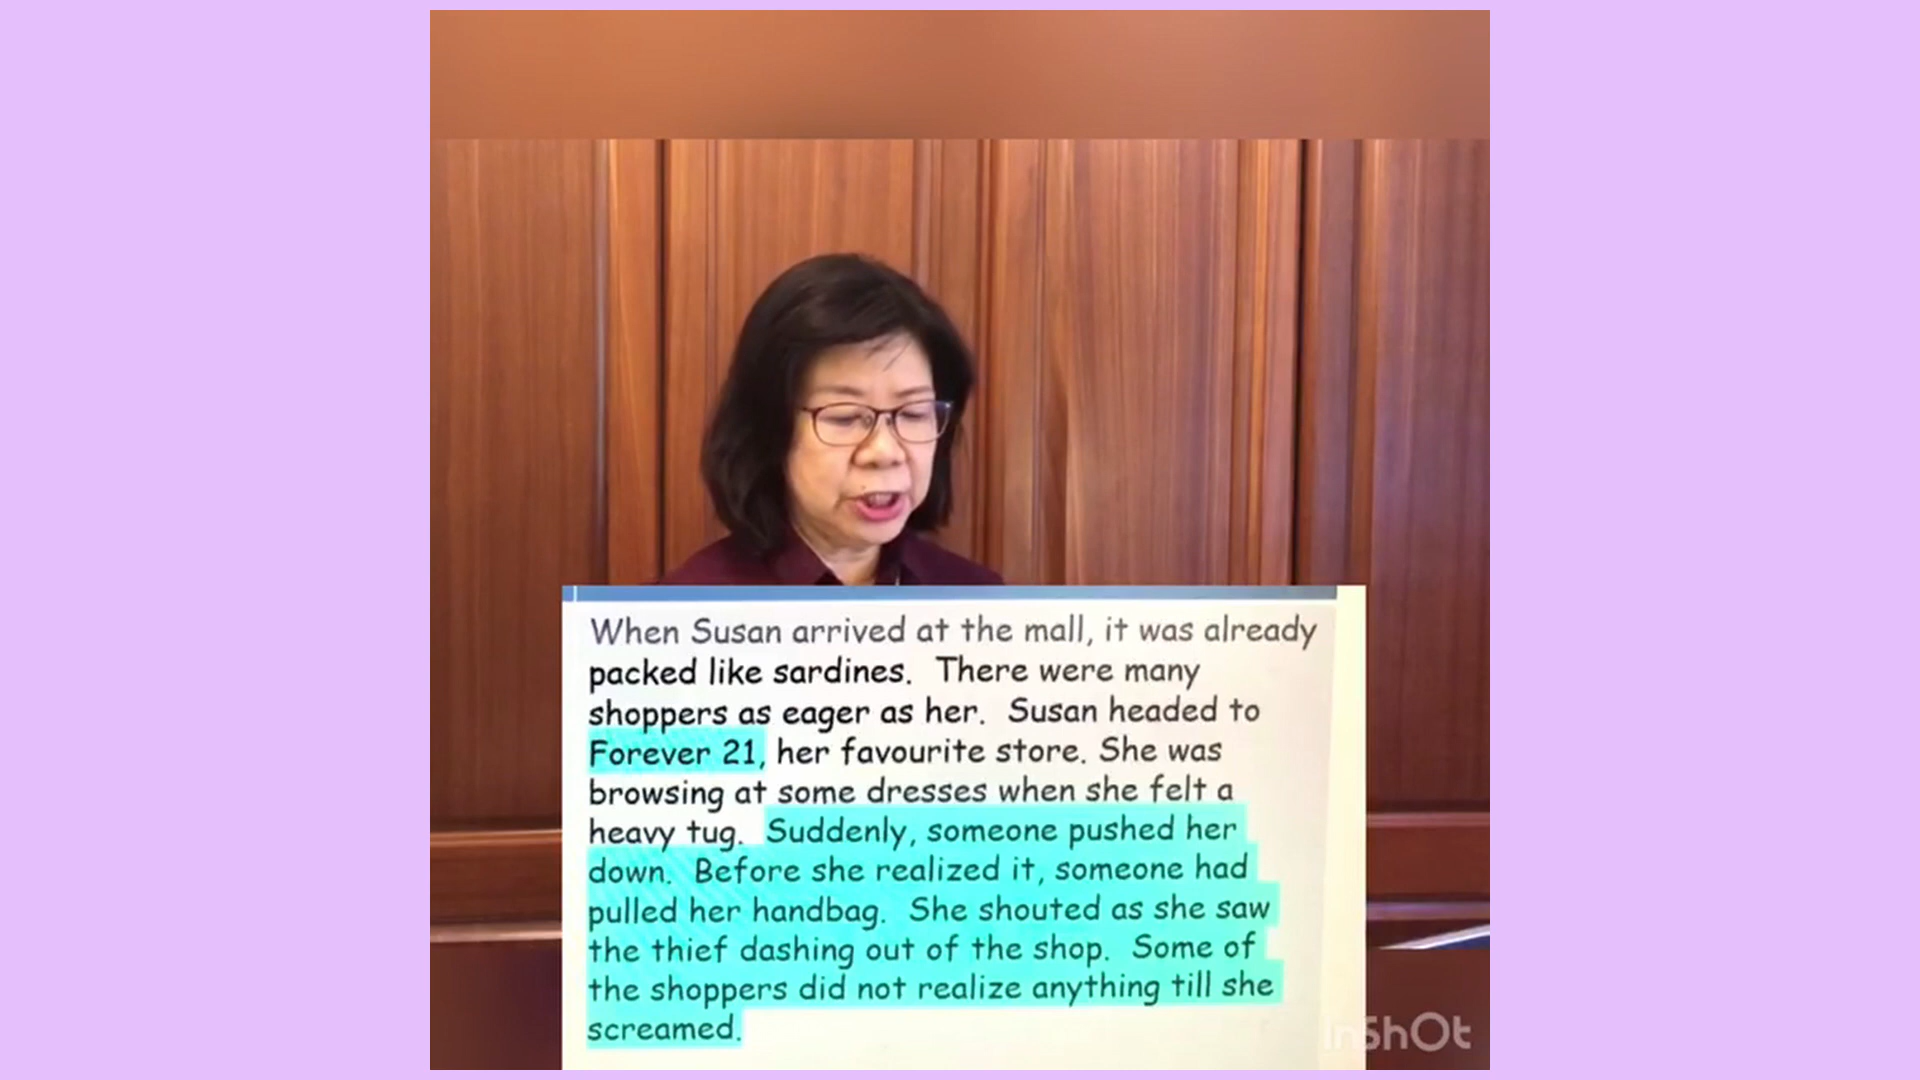 When Susan arrived at the mall, it was already
packed like sardines. There were many
shoppers as eager as her. Susan headed to
Forever 21, her favourite store. She was
browsing at some dresses when she felt a
heavy tug. Suddenly, someone pushed her
down. Before she realized it, someone had
pulled her handbag. She shouted as she saw
the thief dashing out of the shop. Some of
the shoppers did not realize anything till she
screamed.
InShOt